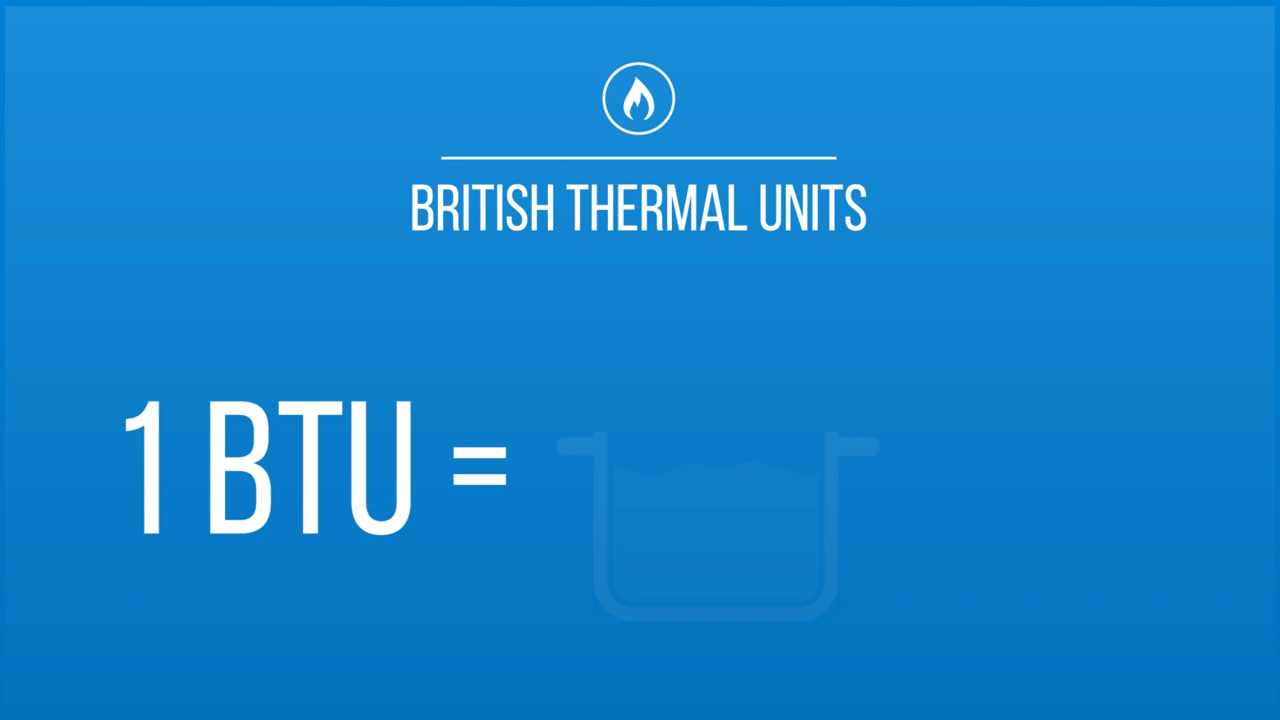 BRITISH THERMAL UNITS
1 BTU =